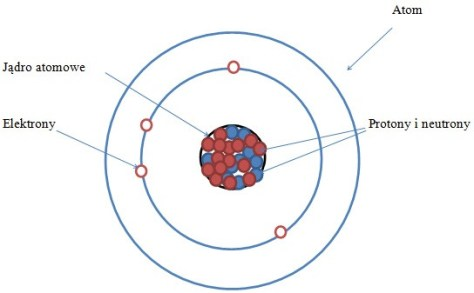 Atom
Jądro atomowe
Elektrony
Protony i neutrony